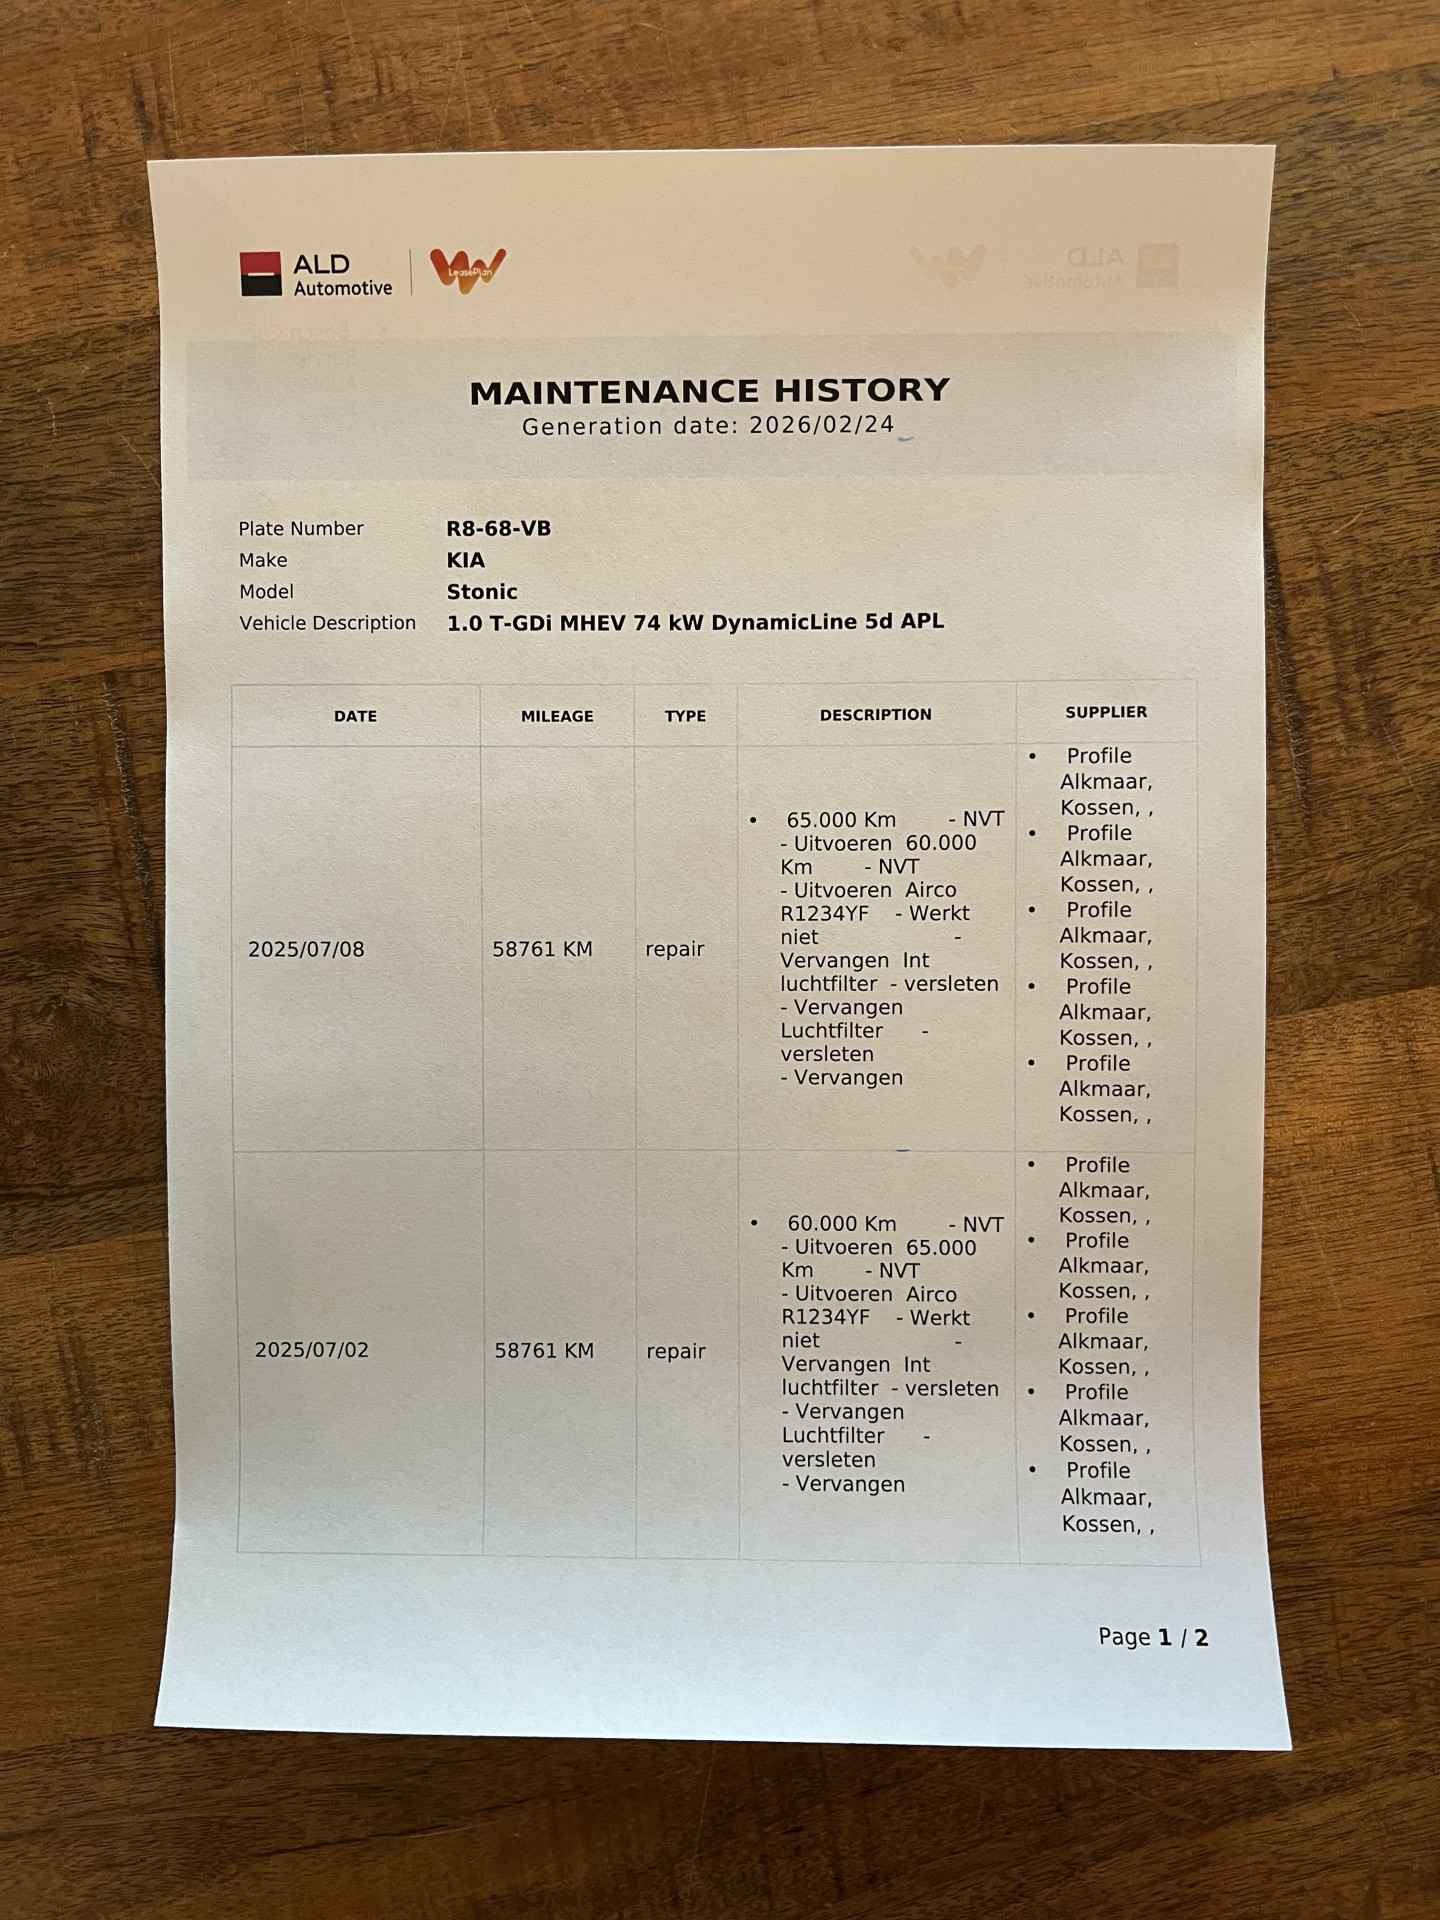 ALD
Automotive
LeasePlan
MAINTENANCE HISTORY
Generation date: 2026/02/24
Plate Number R8-68-VB
Make KIA
Model Stonic
Vehicle Description 1.0 T-GDi MHEV 74 kW DynamicLine 5d APL
DATE MILEAGE TYPE DESCRIPTION SUPPLIER
2025/07/08
58761 KM
repair
• 65.000 Km - NVT
- Uitvoeren 60.000
Km - NVT
- Uitvoeren Airco
R1234YF - Werkt
niet -
Vervangen Int
luchtfilter - versleten
- Vervangen
Luchtfilter -
versleten
- Vervangen
• Profile
Alkmaar,
Kossen, ,
• Profile
Alkmaar,
Kossen, ,
• Profile
Alkmaar,
Kossen, ,
• Profile
Alkmaar,
Kossen, ,
• Profile
Alkmaar,
Kossen, ,
2025/07/02
58761 KM
repair
• 60.000 Km - NVT
- Uitvoeren 65.000
Km - NVT
- Uitvoeren Airco
R1234YF - Werkt
niet -
Vervangen Int
luchtfilter - versleten
- Vervangen
Luchtfilter -
versleten
- Vervangen
• Profile
Alkmaar,
Kossen, ,
• Profile
Alkmaar,
Kossen, ,
• Profile
Alkmaar,
Kossen, ,
• Profile
Alkmaar,
Kossen, ,
• Profile
Alkmaar,
Kossen, ,
Page 1 / 2